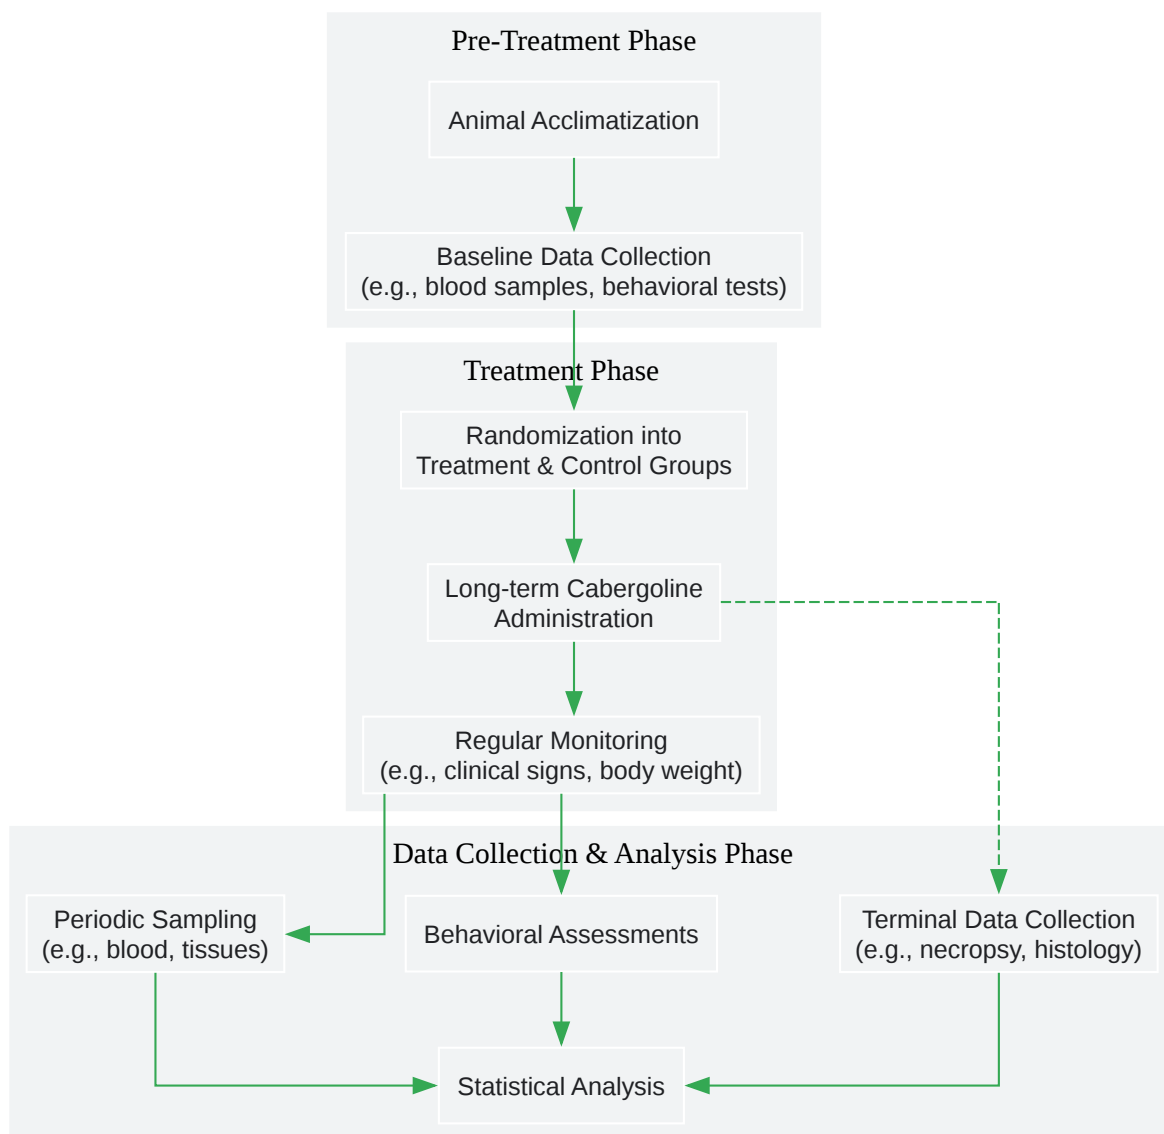 Pre-Treatment Phase
Animal Acclimatization
Baseline Data Collection
(e.g., blood samples, behavioral tests)
Treatment Phase
Randomization into
Treatment & Control Groups
Long-term Cabergoline
Administration
Regular Monitoring
(e.g., clinical signs, body weight)
Data Collection & Analysis Phase
Periodic Sampling
(e.g., blood, tissues)
Behavioral Assessments
Terminal Data Collection
(e.g., necropsy, histology)
Statistical Analysis